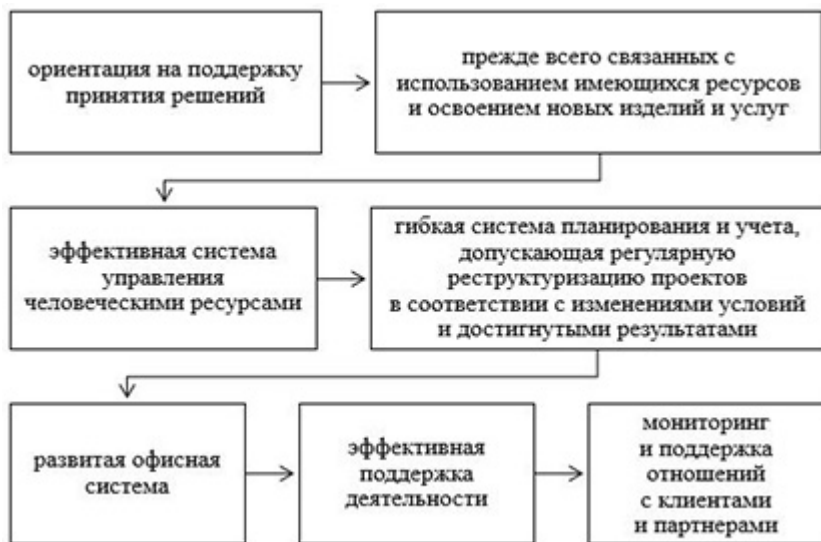 ориентация на поддержку
принятия решений
прежде всего связанных с
использованием имеющихся ресурсов
и освоением новых изделий и услуг
эффективная система
управления
человеческими ресурсами
гибкая система планирования и учета,
допускающая регулярную
реструктуризацию проектов
в соответствии с изменениями условий
и достигнутыми результатами
развитая офисная
система
эффективная
поддержка
деятельности
мониторинг
и поддержка
отношений
с клиентами
и партнерами